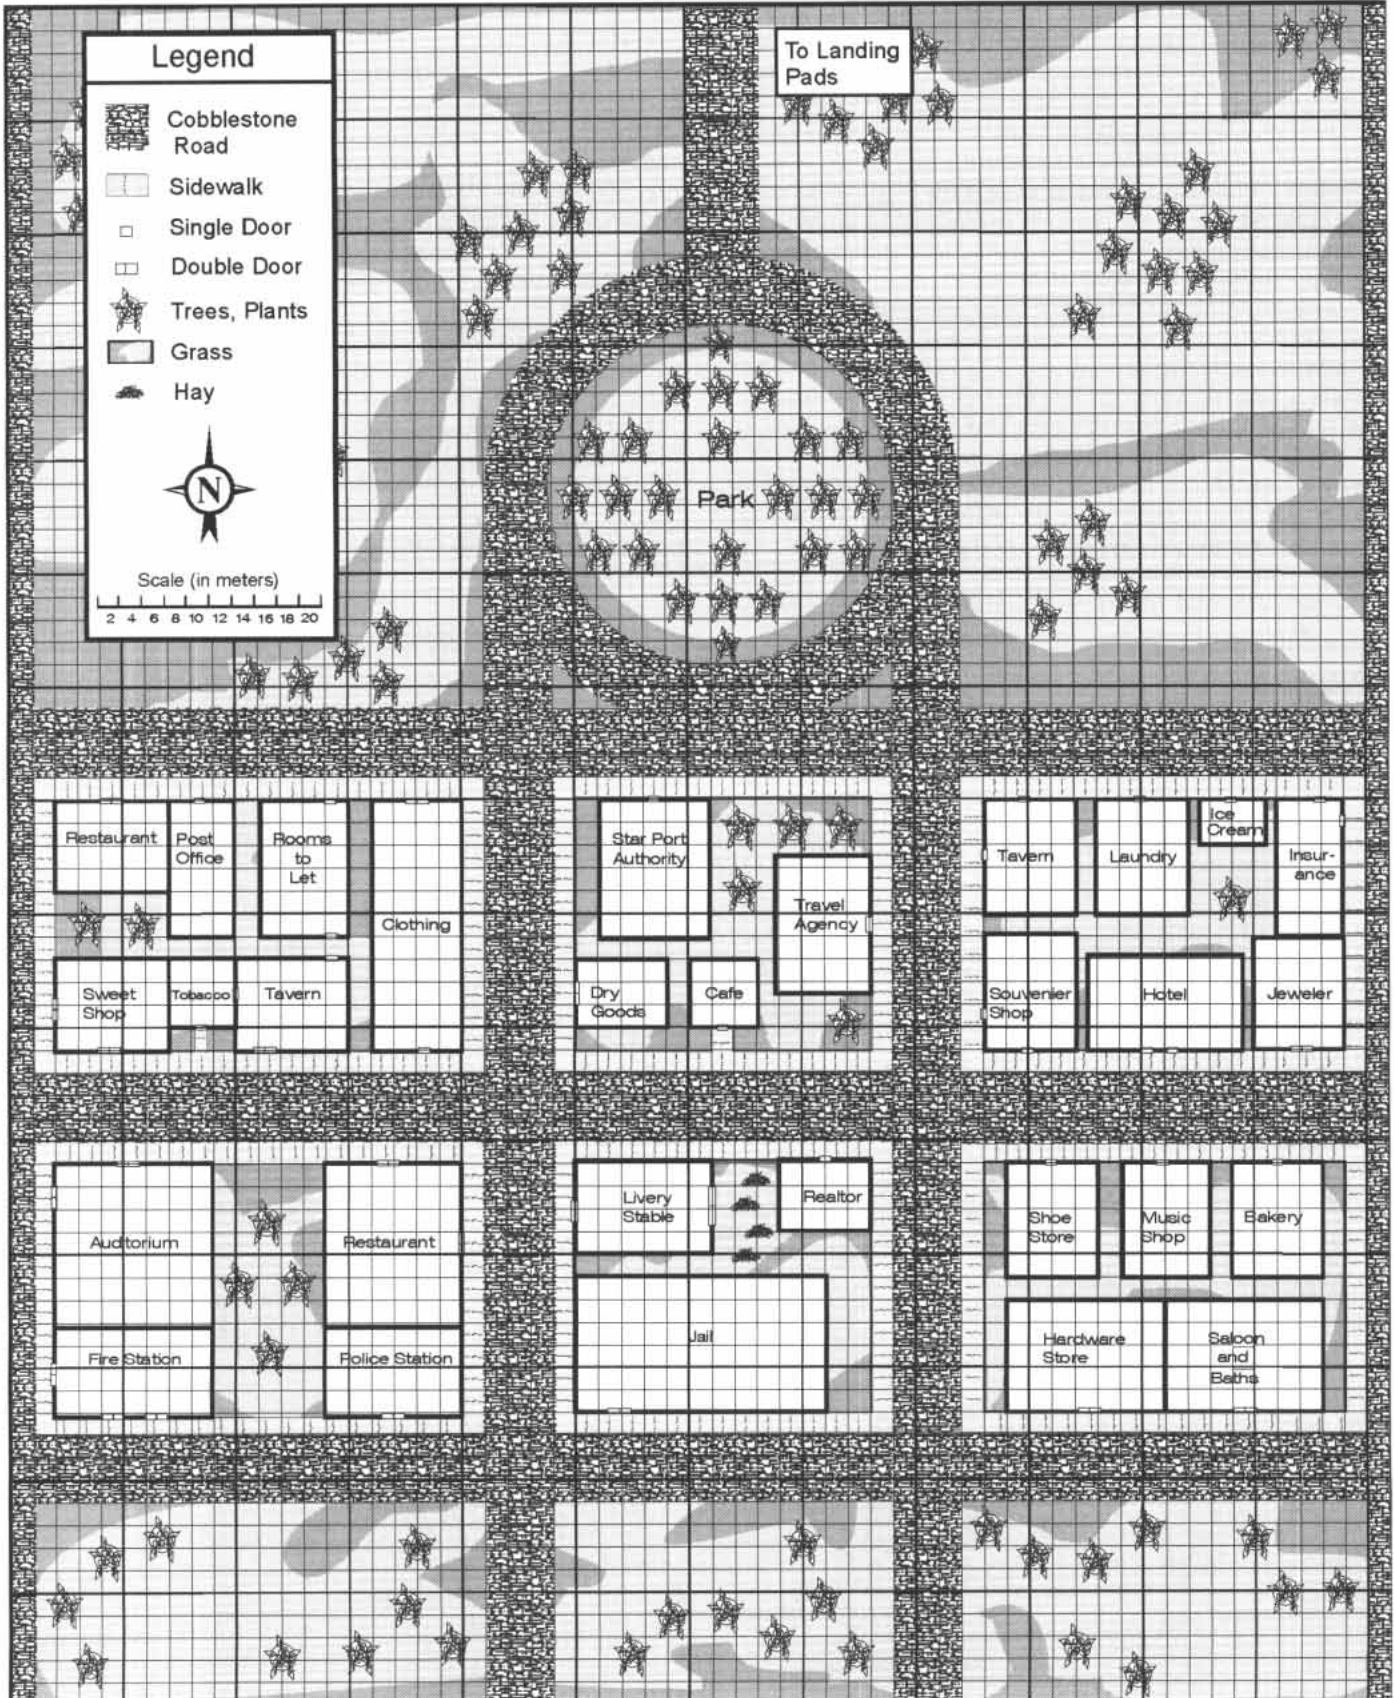 Legend
Cobblestone
Road
Sidewalk
Single Door
Double Door
Trees, Plants
Grass
Hay
N
Scale (in meters)
2 4 6 8 10 12 14 16 18 20
To Landing
Pads
Park
Restaurant
Post
Office
Rooms
to
Let
Clothing
Sweet
Shop
Tobacco
Tavern
Star Port
Authority
Travel
Agency
Dry
Goods
Cafe
Tavern
Laundry
Ice
Cream
Insur-
ance
Souvenier
Shop
Hotel
Jeweler
Auditorium
Restaurant
Fire Station
Police Station
Livery
Stable
Realtor
Jail
Shoe
Store
Music
Shop
Bakery
Hardware
Store
Saloon
and
Baths